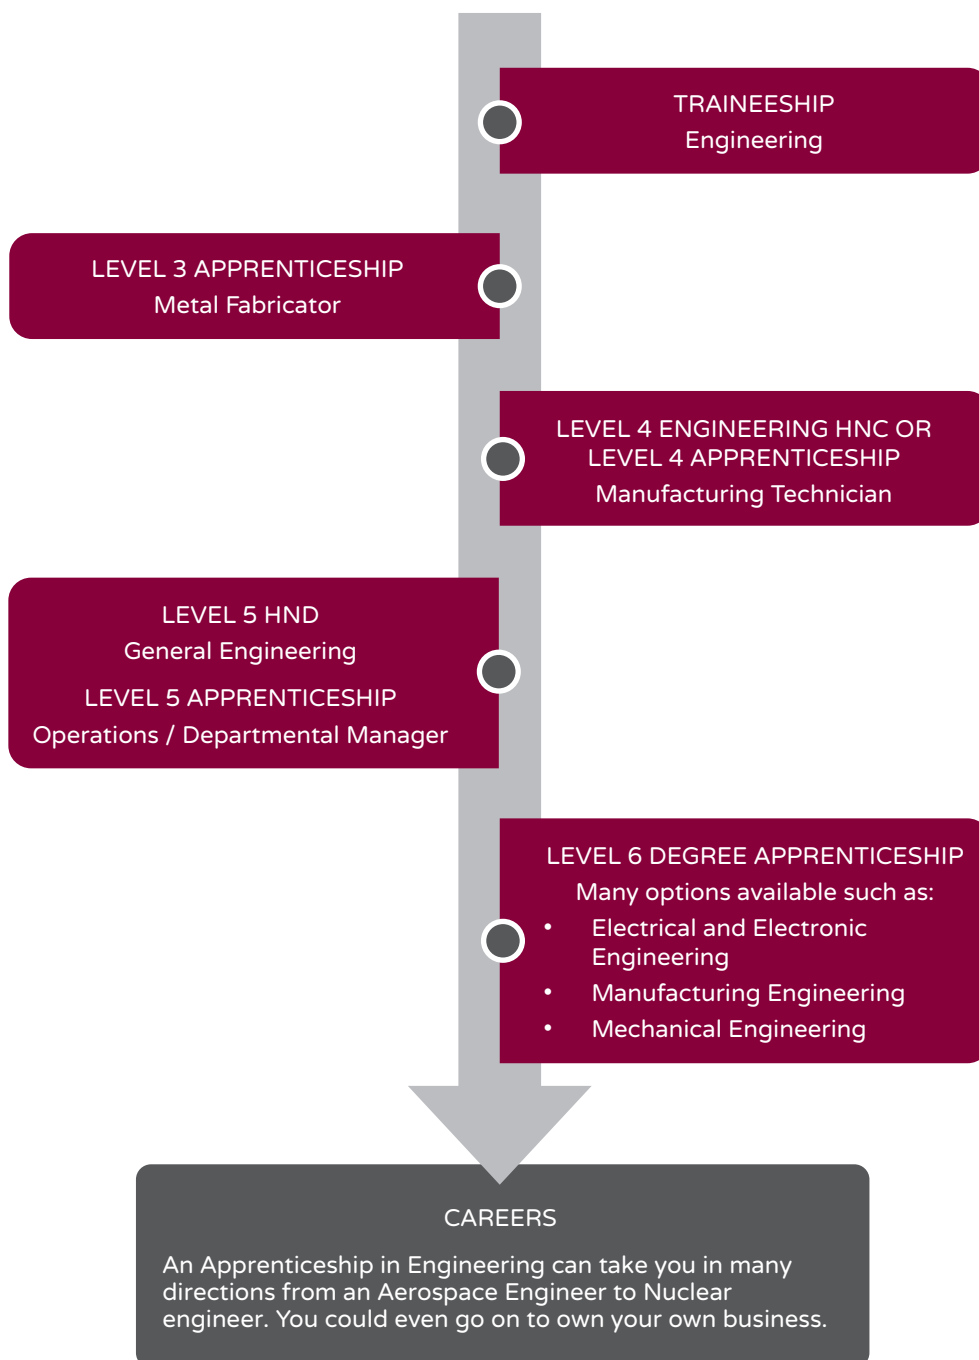 TRAINEESHIP
Engineering
LEVEL 3 APPRENTICESHIP
Metal Fabricator
LEVEL 4 ENGINEERING HNC OR
LEVEL 4 APPRENTICESHIP
Manufacturing Technician
LEVEL 5 HND
General Engineering
LEVEL 5 APPRENTICESHIP
Operations / Departmental Manager
LEVEL 6 DEGREE APPRENTICESHIP
Many options available such as:
• Electrical and Electronic
Engineering
• Manufacturing Engineering
• Mechanical Engineering
CAREERS
An Apprenticeship in Engineering can take you in many
directions from an Aerospace Engineer to Nuclear
engineer. You could even go on to own your own business.